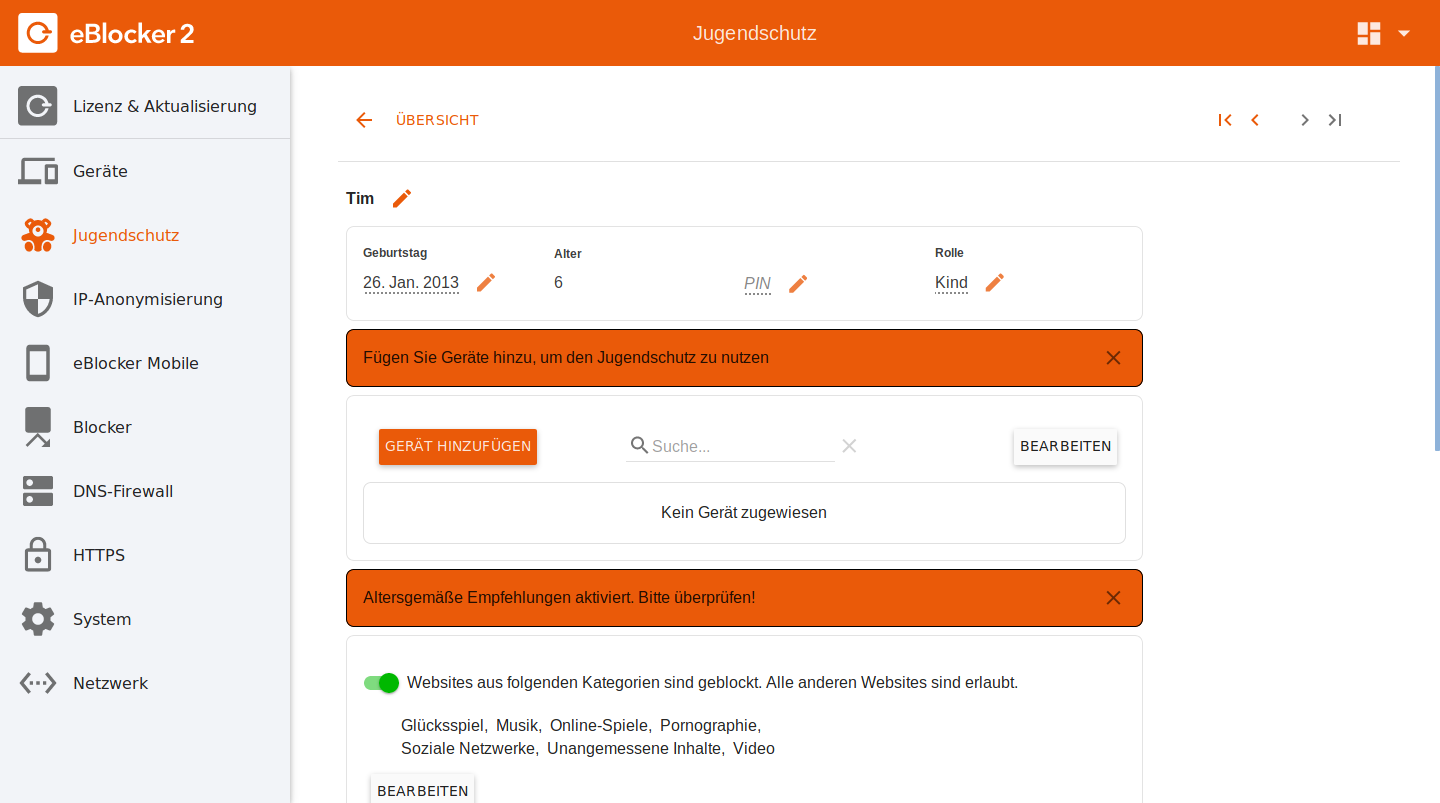 eBlocker 2
Jugendschutz
Lizenz & Aktualisierung
Geräte
Jugendschutz
IP-Anonymisierung
eBlocker Mobile
Blocker
DNS-Firewall
HTTPS
System
Netzwerk
ÜBERSICHT
Tim
Geburtstag Alter Rolle
26. Jan. 2013 6 PIN Kind
Fügen Sie Geräte hinzu, um den Jugendschutz zu nutzen
GERÄT HINZUFÜGEN Suche... BEARBEITEN
Kein Gerät zugewiesen
Altersgemäße Empfehlungen aktiviert. Bitte überprüfen!
Websites aus folgenden Kategorien sind geblockt. Alle anderen Websites sind erlaubt.
Glücksspiel, Musik, Online-Spiele, Pornographie,
Soziale Netzwerke, Unangemessene Inhalte, Video
BEARBEITEN